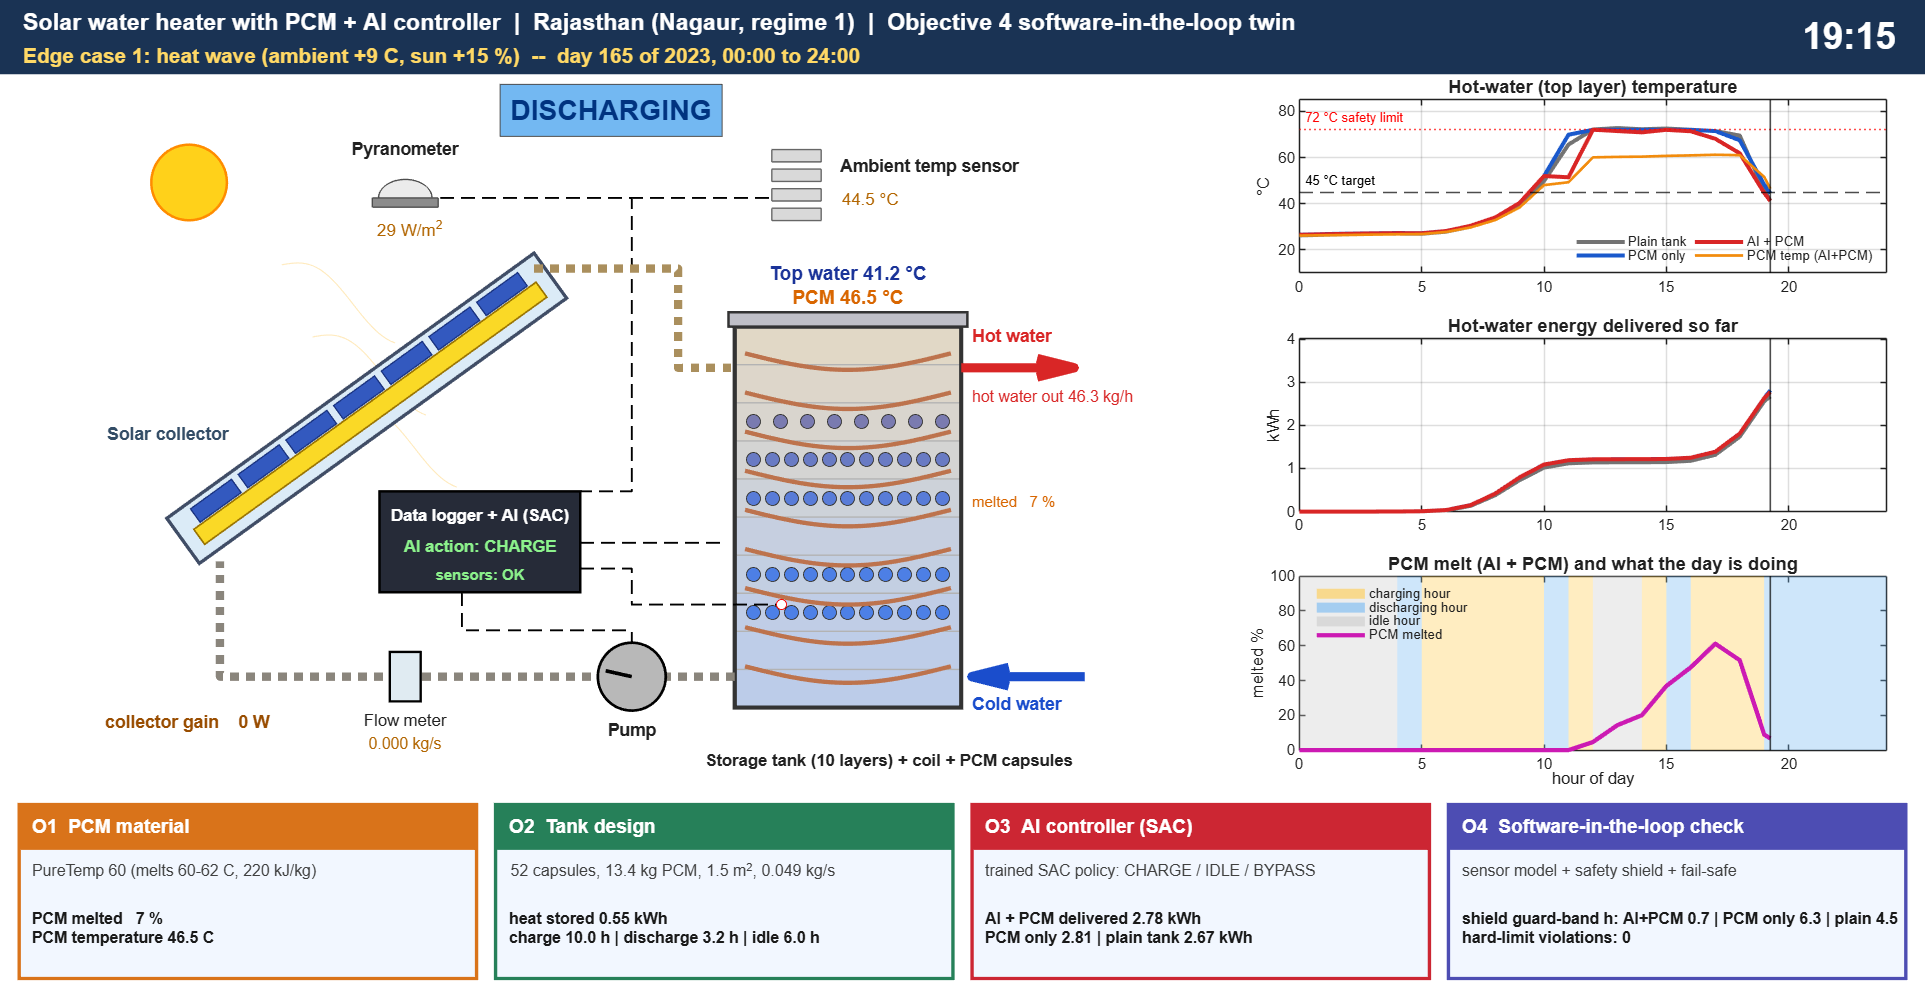 Solar water heater with PCM + AI controller | Rajasthan (Nagaur, regime 1) | Objective 4 software-in-the-loop twin
19:15
Edge case 1: heat wave (ambient +9 C, sun +15 %) -- day 165 of 2023, 00:00 to 24:00
DISCHARGING
Pyranometer
29 W/m²
Ambient temp sensor
44.5 °C
Top water 41.2 °C
PCM 46.5 °C
Hot water
hot water out 46.3 kg/h
Solar collector
melted 7 %
Data logger + AI (SAC)
AI action: CHARGE
sensors: OK
collector gain 0 W
Flow meter
0.000 kg/s
Pump
Cold water
Storage tank (10 layers) + coil + PCM capsules
Hot-water (top layer) temperature
°C
80
60
40
20
72 °C safety limit
45 °C target
Plain tank
AI + PCM
PCM only
PCM temp (AI+PCM)
0 5 10 15 20
Hot-water energy delivered so far
kWh
4
3
2
1
0
0 5 10 15 20
PCM melt (AI + PCM) and what the day is doing
melted %
100
80
60
40
20
0
charging hour
discharging hour
idle hour
PCM melted
0 5 10 15 20
hour of day
O1 PCM material
PureTemp 60 (melts 60-62 C, 220 kJ/kg)
PCM melted 7 %
PCM temperature 46.5 C
O2 Tank design
52 capsules, 13.4 kg PCM, 1.5 m², 0.049 kg/s
heat stored 0.55 kWh
charge 10.0 h | discharge 3.2 h | idle 6.0 h
O3 AI controller (SAC)
trained SAC policy: CHARGE / IDLE / BYPASS
AI + PCM delivered 2.78 kWh
PCM only 2.81 | plain tank 2.67 kWh
O4 Software-in-the-loop check
sensor model + safety shield + fail-safe
shield guard-band h: AI+PCM 0.7 | PCM only 6.3 | plain 4.5
hard-limit violations: 0